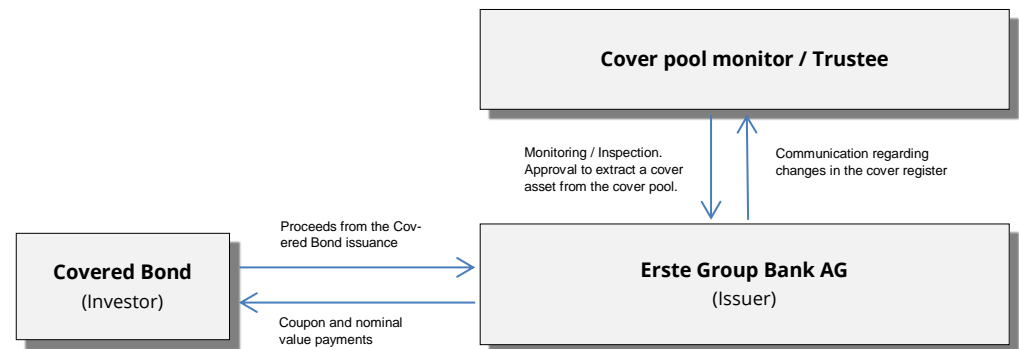 Cover pool monitor / Trustee
Monitoring / Inspection.
Approval to extract a cover
asset from the cover pool.
Communication regarding
changes in the cover register
Proceeds from the Cov-
ered Bond issuance
Covered Bond
(Investor)
Erste Group Bank AG
(Issuer)
Coupon and nominal
value payments